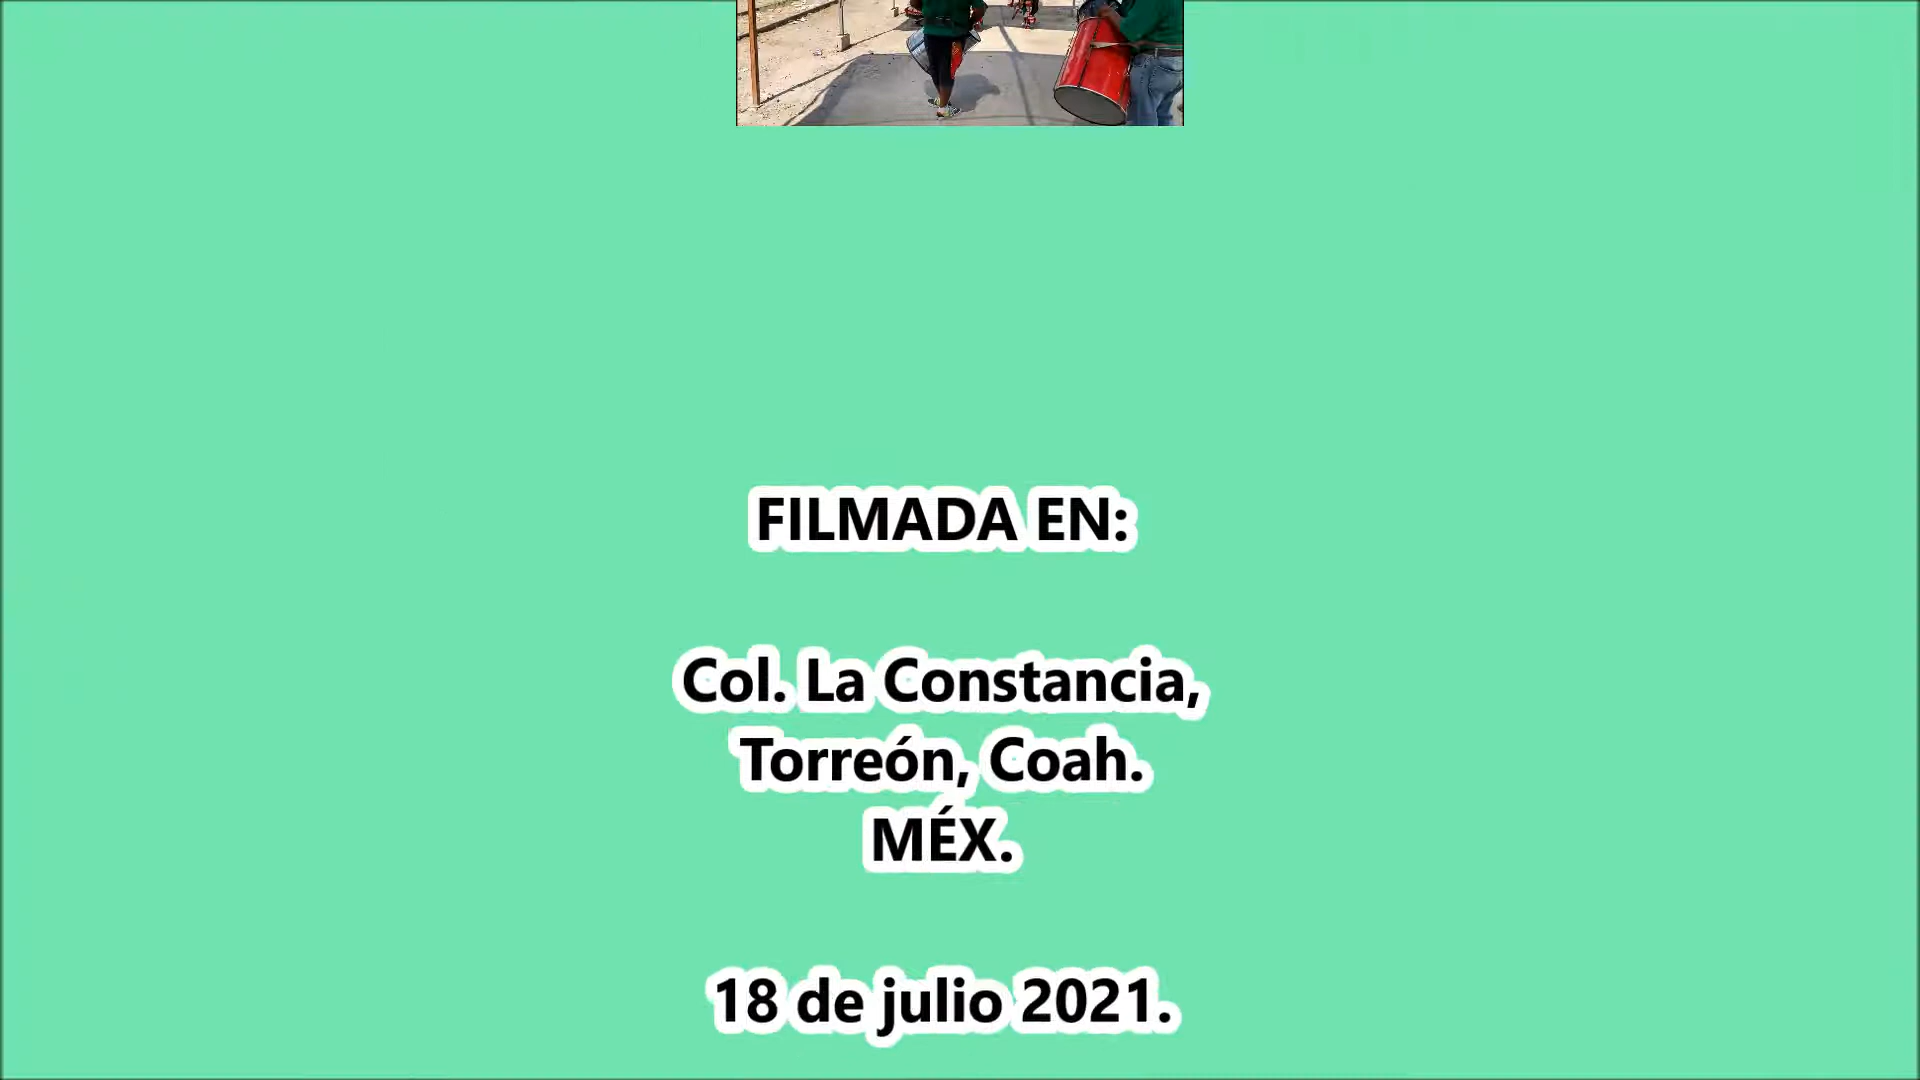 FILMADA EN:
Col. La Constancia,
Torreón, Coah.
MÉX.
18 de julio 2021.